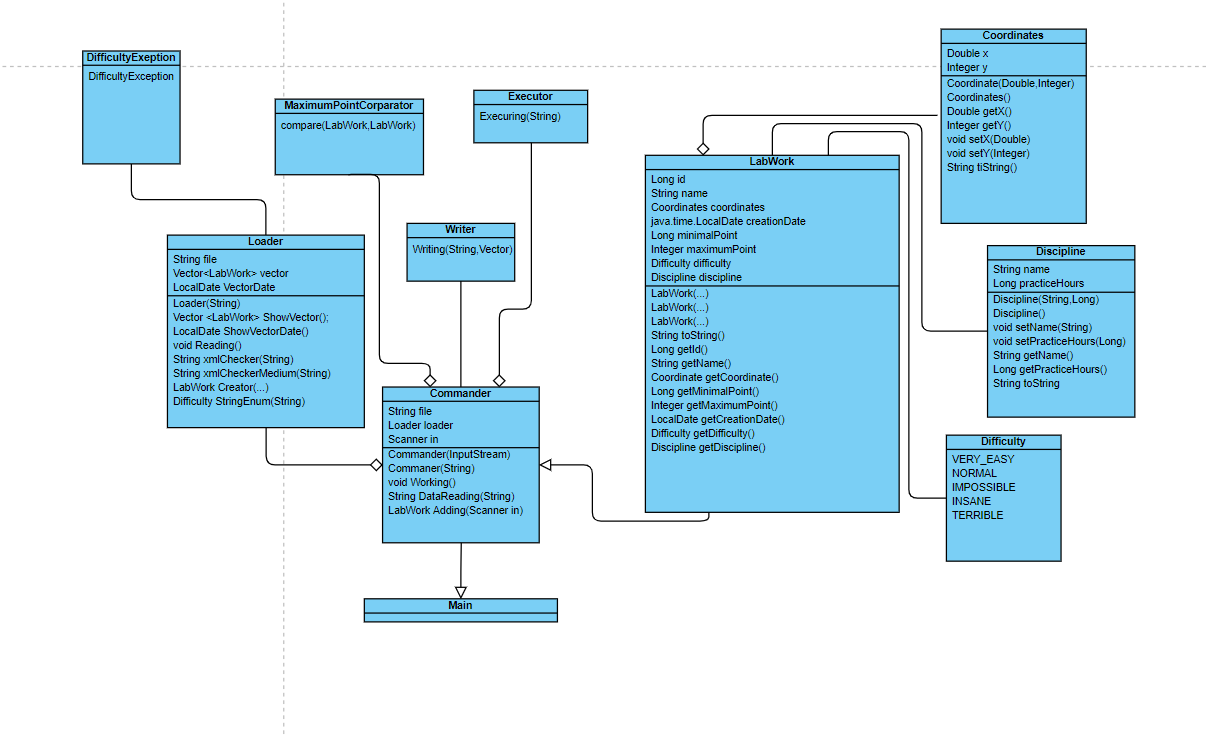 DifficultyExeption
DifficultyException
MaximumPointCorparator
compare(LabWork,LabWork)
Executor
Execuring(String)
Coordinates
Double x
Integer y
Coordinate(Double,Integer)
Coordinates()
Double getX()
Integer getY()
void setX(Double)
void setY(Integer)
String tiString()
Writer
Writing(String,Vector)
Loader
String file
Vector<LabWork> vector
LocalDate VectorDate
Loader(String)
Vector <LabWork> ShowVector();
LocalDate ShowVectorDate()
void Reading()
String xmlChecker(String)
String xmlCheckerMedium(String)
LabWork Creator(...)
Difficulty StringEnum(String)
LabWork
Long id
String name
Coordinates coordinates
java.time.LocalDate creationDate
Long minimalPoint
Integer maximumPoint
Difficulty difficulty
Discipline discipline
LabWork(...)
LabWork(...)
LabWork(...)
String toString()
Long getId()
String getName()
Coordinate getCoordinate()
Long getMinimalPoint()
Integer getMaximumPoint()
LocalDate getCreationDate()
Difficulty getDifficulty()
Discipline getDiscipline()
Discipline
String name
Long practiceHours
Discipline(String,Long)
Discipline()
void setName(String)
void setPracticeHours(Long)
String getName()
Long getPracticeHours()
String toString
Commander
String file
Loader loader
Scanner in
Commander(InputStream)
Commaner(String)
void Working()
String DataReading(String)
LabWork Adding(Scanner in)
Difficulty
VERY_EASY
NORMAL
IMPOSSIBLE
INSANE
TERRIBLE
Main